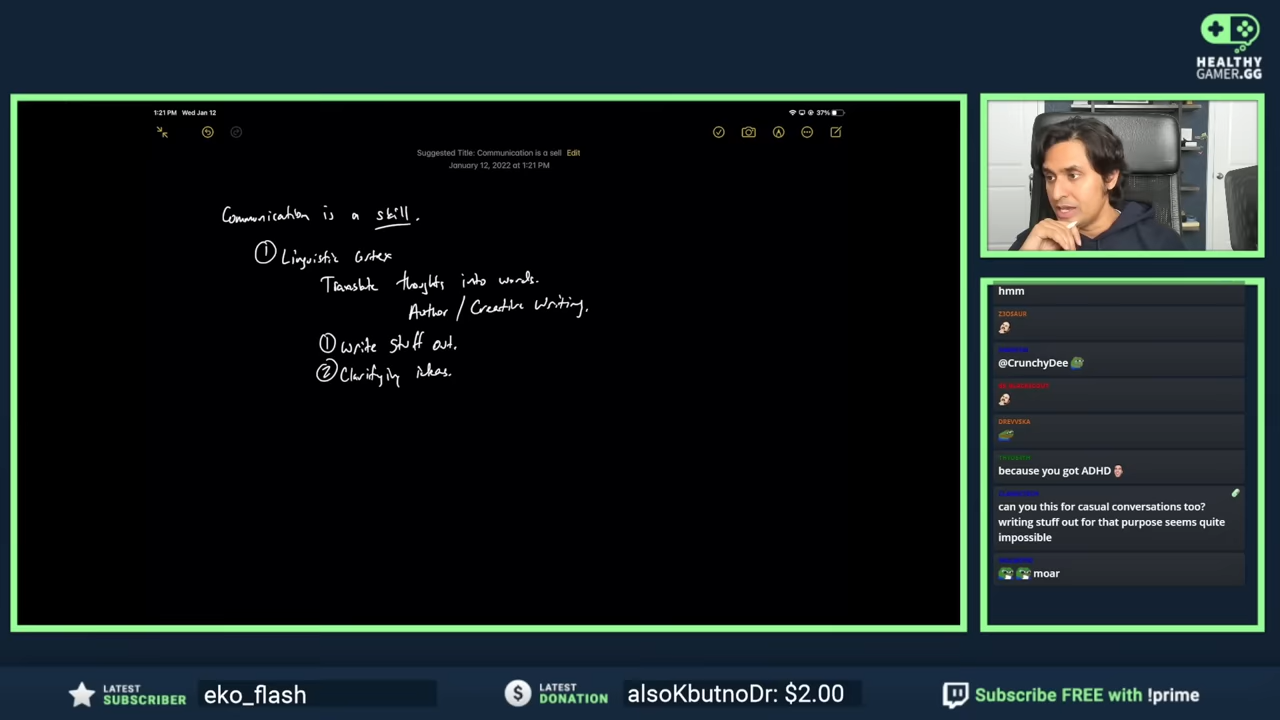 HEALTHY
GAMER.GG
1:21 PM Wed Jan 12
37%
Suggested Title: Communication is a sell Edit
January 12, 2022 at 1:21 PM
Communication is a skill.
① Linguistic Cortex
Translate thoughts into words.
Author / Creative Writing.
① Write stuff out.
② Clarifying ideas.
hmm
Z3OSAUR
@CrunchyDee
DREVVSKA
because you got ADHD
can you this for casual conversations too?
writing stuff out for that purpose seems quite
impossible
moar
LATEST
SUBSCRIBER
eko_flash
$
LATEST
DONATION
alsoKbutnoDr: $2.00
Subscribe FREE with !prime